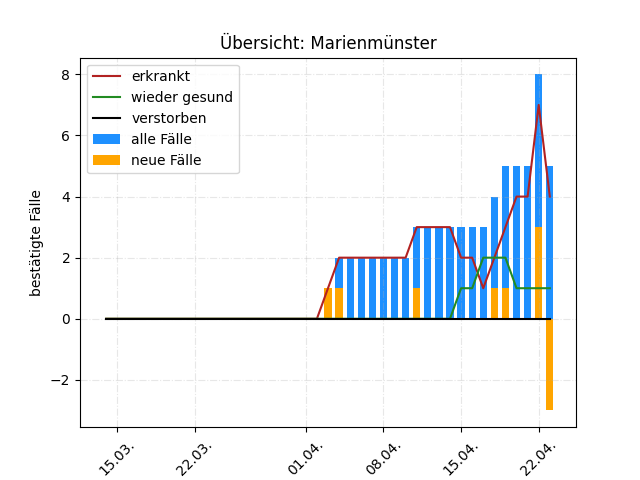 Übersicht: Marienmünster
erkrankt
wieder gesund
verstorben
alle Fälle
neue Fälle
bestätigte Fälle
8
6
4
2
0
−2
15.03.
22.03.
01.04.
08.04.
15.04.
22.04.